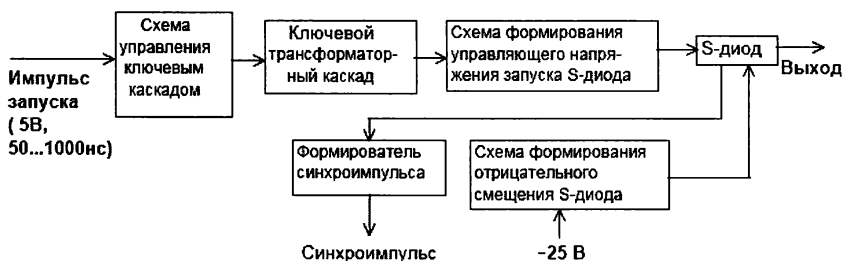 Схема
управления
ключевым
каскадом
Ключевой
трансформатор-
ный каскад
Схема формирования
управляющего напря-
жения запуска S-диода
S-диод
Выход
Импульс
запуска
( 5В,
50...1000нс)
Формирователь
синхроимпульса
Схема формирования
отрицательного
смещения S-диода
Синхроимпульс
−25 В